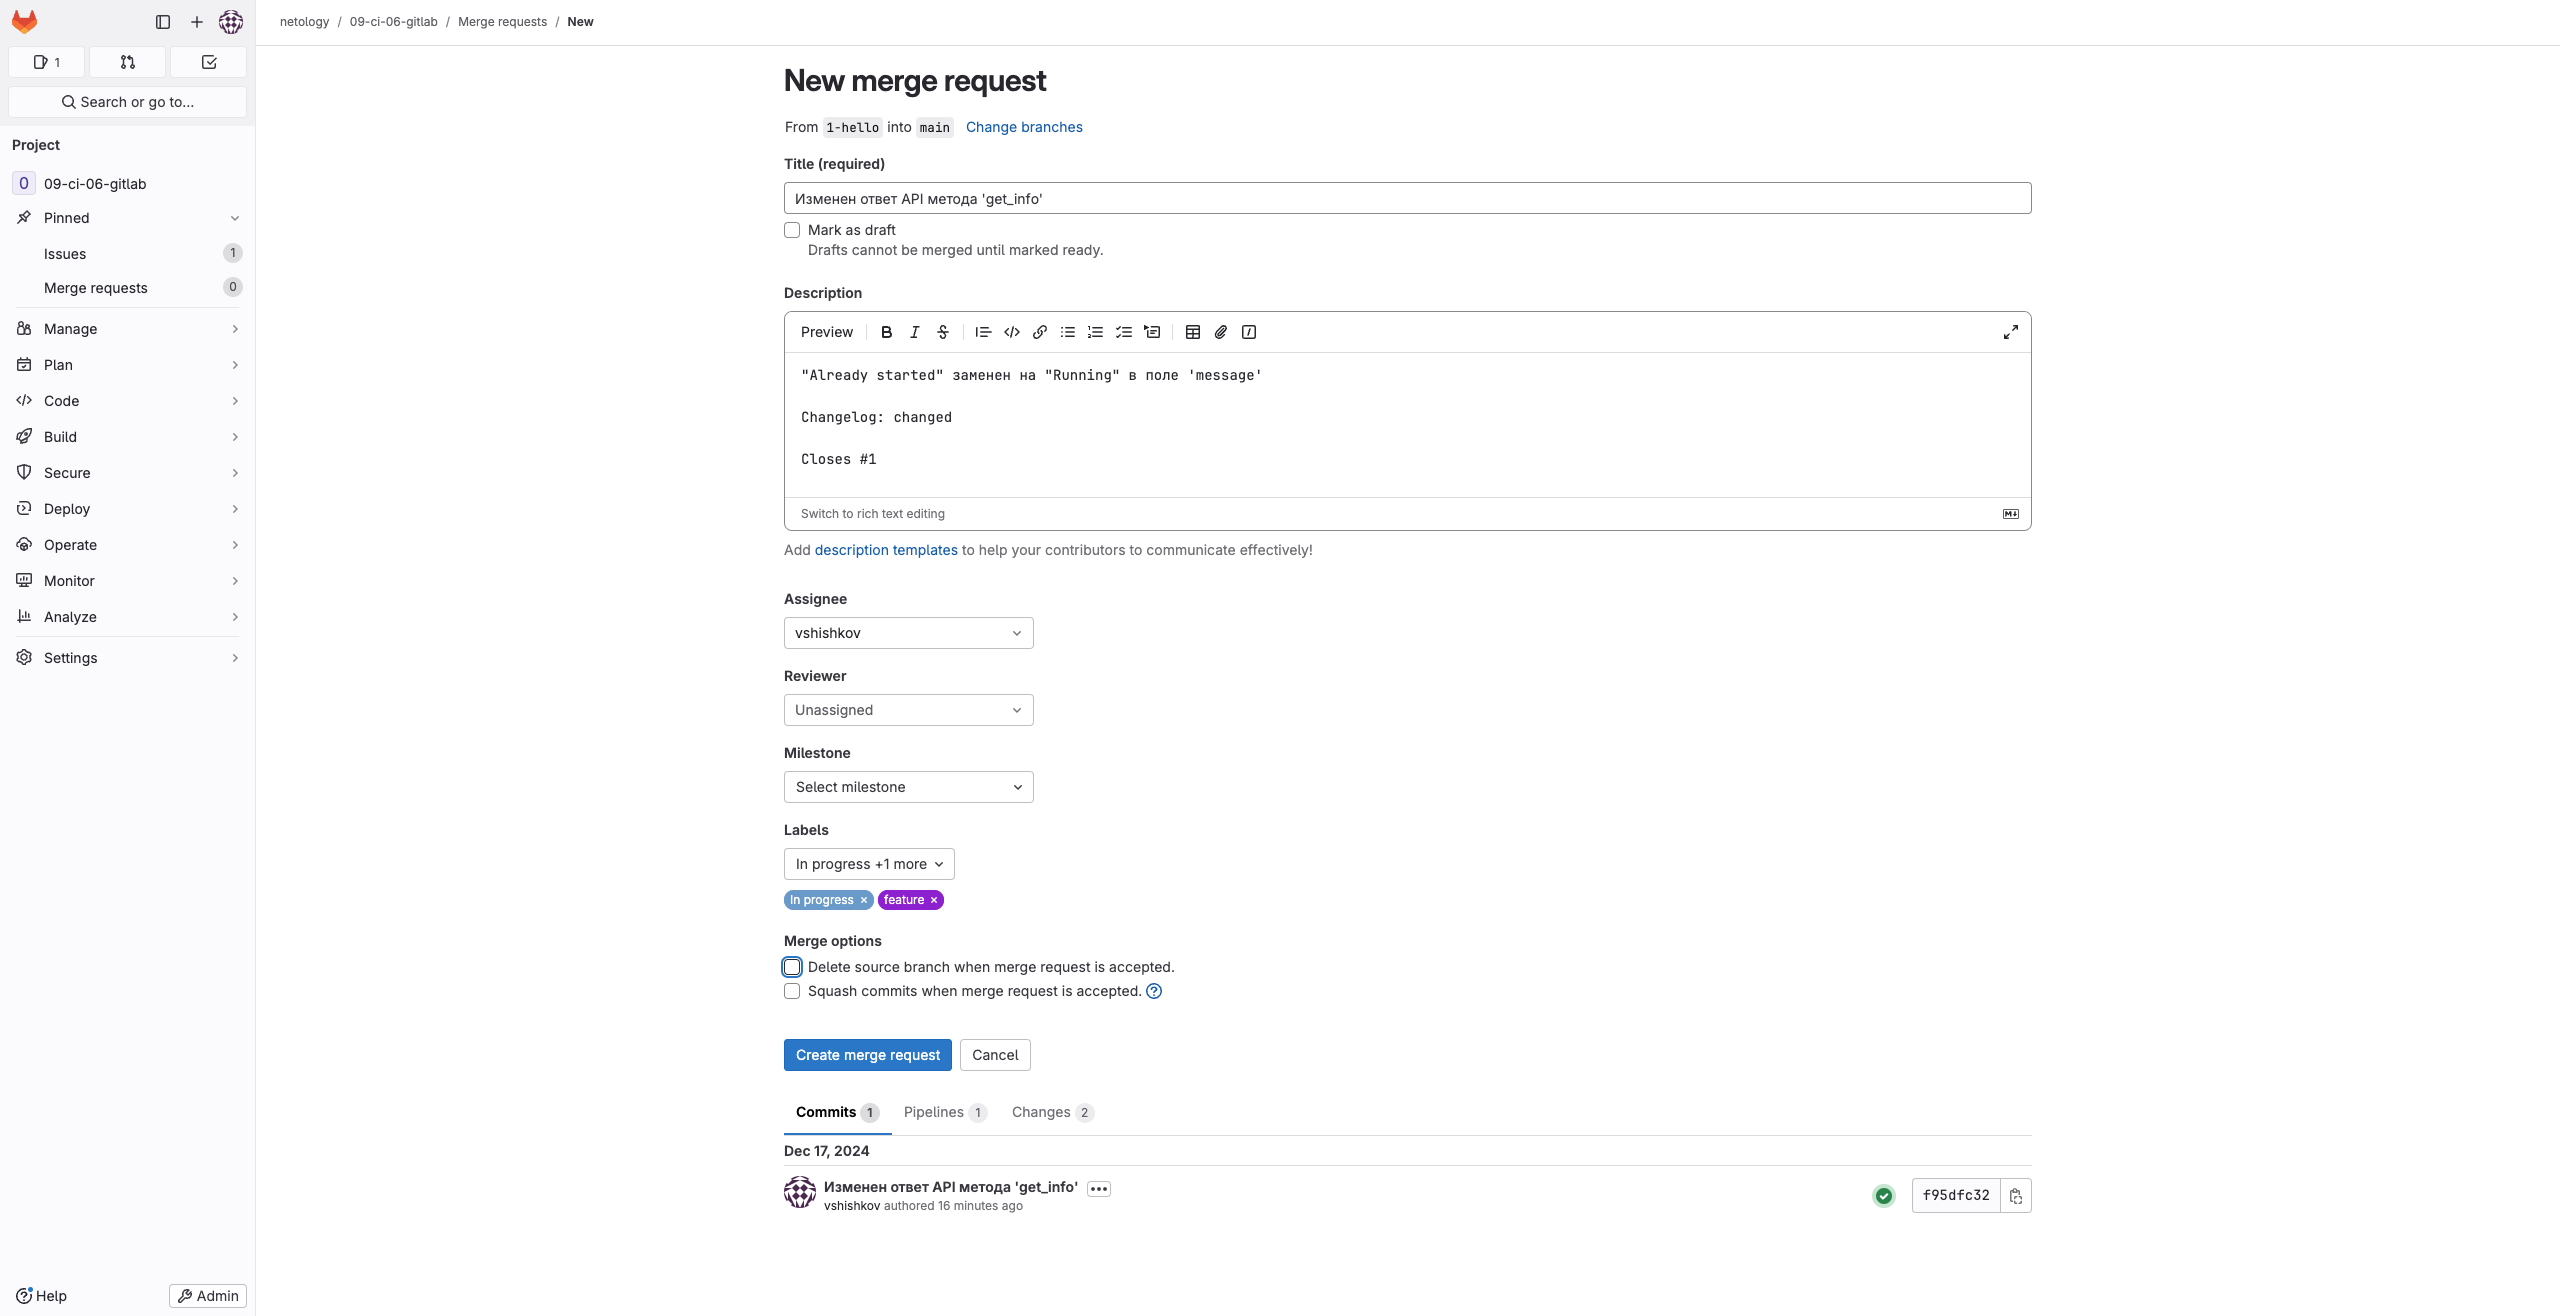 netology / 09-ci-06-gitlab / Merge requests / New
1
Search or go to...
Project
0 09-ci-06-gitlab
Pinned
Issues 1
Merge requests 0
Manage
Plan
Code
Build
Secure
Deploy
Operate
Monitor
Analyze
Settings
Help
Admin
New merge request
From 1-hello into main Change branches
Title (required)
Изменен ответ API метода 'get_info'
Mark as draft
Drafts cannot be merged until marked ready.
Description
Preview
"Already started" заменен на "Running" в поле 'message'
Changelog: changed
Closes #1
Switch to rich text editing
Add description templates to help your contributors to communicate effectively!
Assignee
vshishkov
Reviewer
Unassigned
Milestone
Select milestone
Labels
In progress +1 more
In progress × feature ×
Merge options
Delete source branch when merge request is accepted.
Squash commits when merge request is accepted.
Create merge request Cancel
Commits 1 Pipelines 1 Changes 2
Dec 17, 2024
Изменен ответ API метода 'get_info'
vshishkov authored 16 minutes ago
f95dfc32